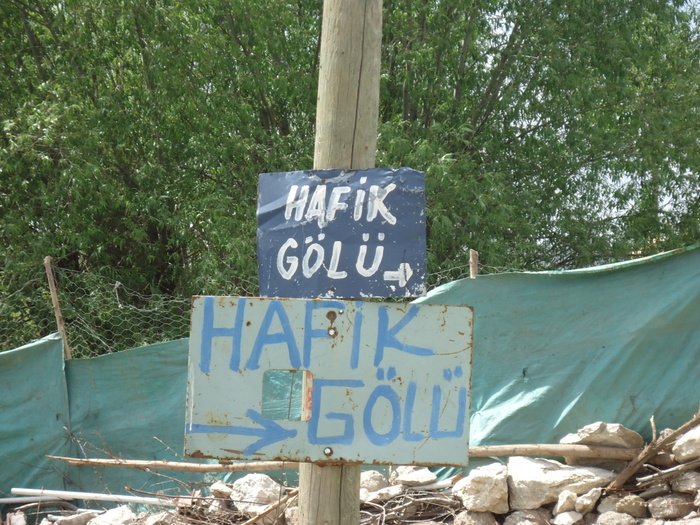 HAFİK
GÖLÜ →
HAFİK
→ GÖLÜ